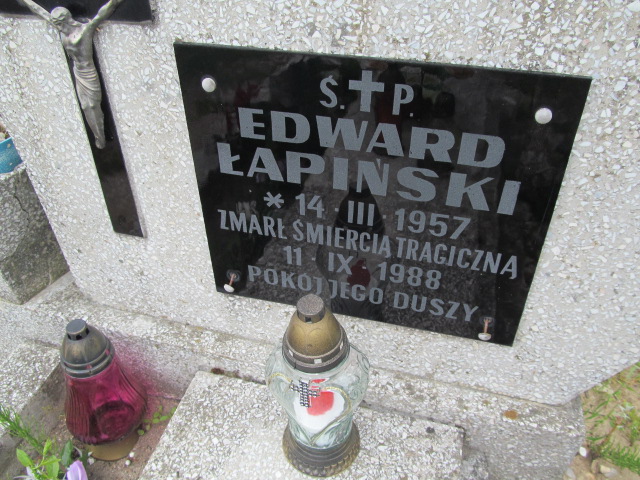 Ś. P.
EDWARD
ŁAPIŃSKI
* 14 III 1957
ZMARŁ ŚMIERCIĄ TRAGICZNĄ
11 IX 1988
POKÓJ JEGO DUSZY